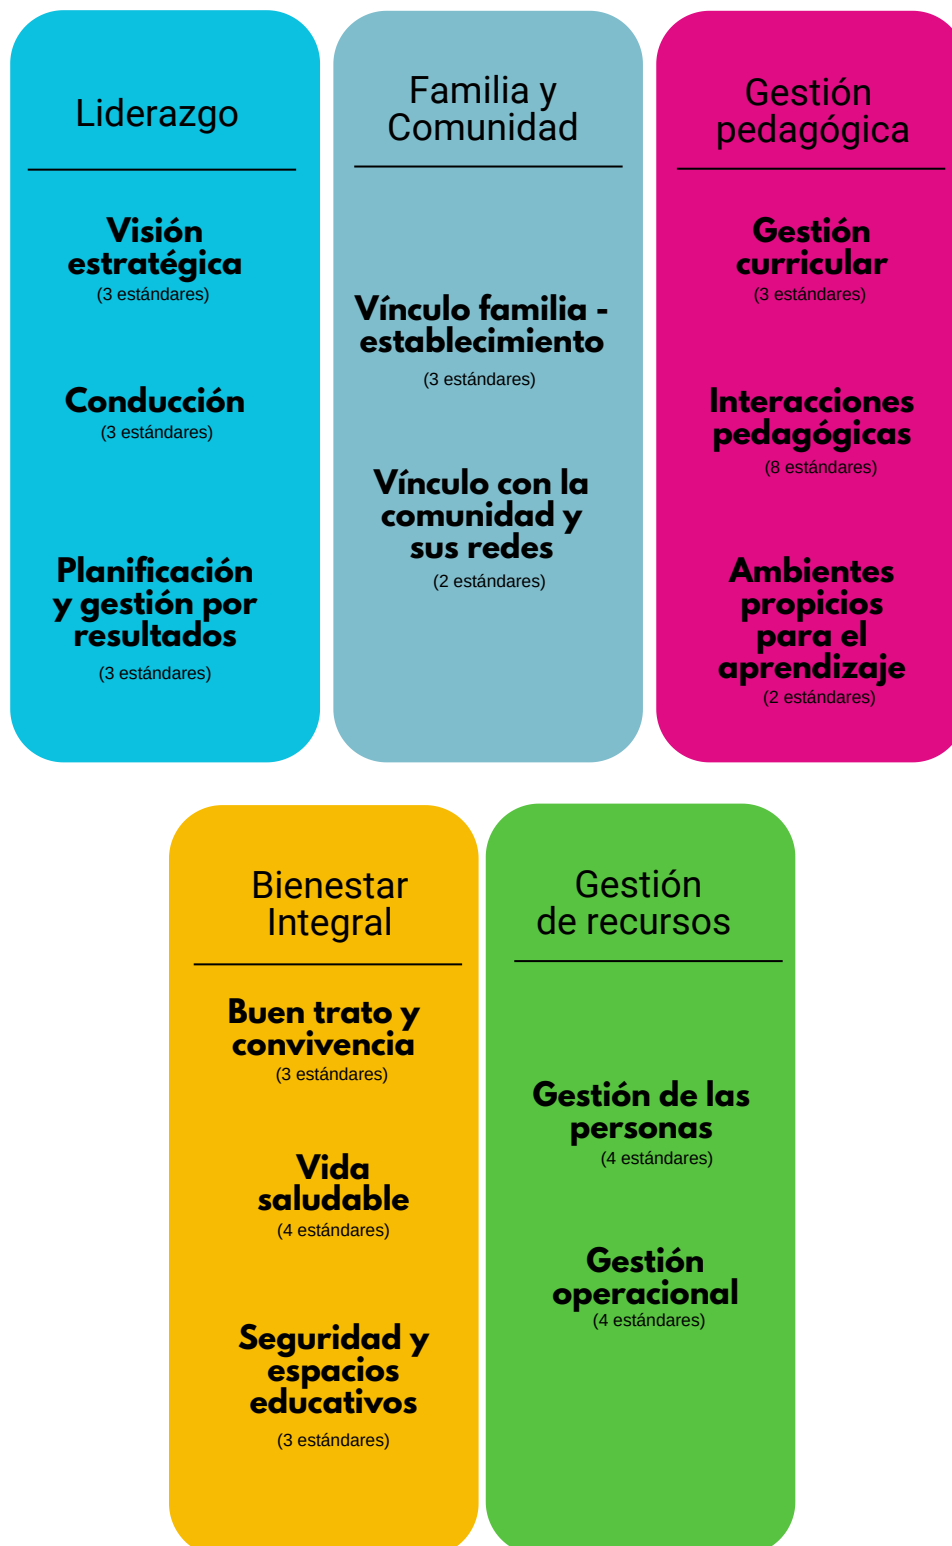 Liderazgo
Visión
estratégica
(3 estándares)
Conducción
(3 estándares)
Planificación
y gestión por
resultados
(3 estándares)
Familia y
Comunidad
Vínculo familia -
establecimiento
(3 estándares)
Vínculo con la
comunidad y
sus redes
(2 estándares)
Gestión
pedagógica
Gestión
curricular
(3 estándares)
Interacciones
pedagógicas
(8 estándares)
Ambientes
propicios
para el
aprendizaje
(2 estándares)
Bienestar
Integral
Buen trato y
convivencia
(3 estándares)
Vida
saludable
(4 estándares)
Seguridad y
espacios
educativos
(3 estándares)
Gestión
de recursos
Gestión de las
personas
(4 estándares)
Gestión
operacional
(4 estándares)